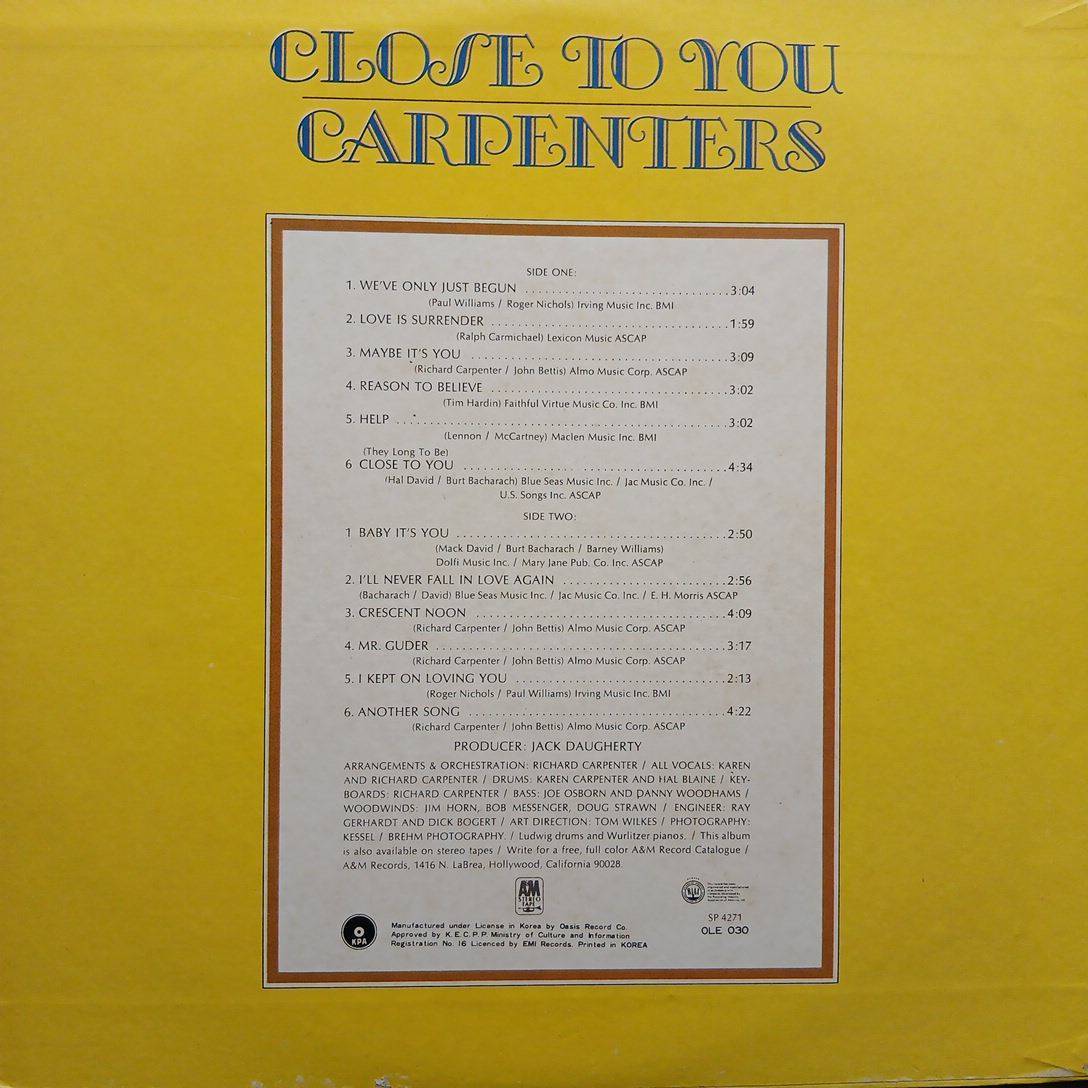 CLOSE TO YOU
CARPENTERS
SIDE ONE:
1. WE'VE ONLY JUST BEGUN ..............................3:04
(Paul Williams / Roger Nichols) Irving Music Inc. BMI
2. LOVE IS SURRENDER ...................................1:59
(Ralph Carmichael) Lexicon Music ASCAP
3. MAYBE IT'S YOU ......................................3:09
(Richard Carpenter / John Bettis) Almo Music Corp. ASCAP
4. REASON TO BELIEVE ...................................3:02
(Tim Hardin) Faithful Virtue Music Co. Inc. BMI
5. HELP .................................................3:02
(Lennon / McCartney) Maclen Music Inc. BMI
(They Long To Be)
6 CLOSE TO YOU ................ .....................4:34
(Hal David / Burt Bacharach) Blue Seas Music Inc. / Jac Music Co. Inc. /
U.S. Songs Inc. ASCAP
SIDE TWO:
1 BABY IT'S YOU ........................................2:50
(Mack David / Burt Bacharach / Barney Williams)
Dolfi Music Inc. / Mary Jane Pub. Co. Inc. ASCAP
2. I'LL NEVER FALL IN LOVE AGAIN ........................2:56
(Bacharach / David) Blue Seas Music Inc. / Jac Music Co. Inc. / E. H. Morris ASCAP
3. CRESCENT NOON .....................................4:09
(Richard Carpenter / John Bettis) Almo Music Corp. ASCAP
4. MR. GUDER ...........................................3:17
(Richard Carpenter / John Bettis) Almo Music Corp. ASCAP
5. I KEPT ON LOVING YOU ...............................2:13
(Roger Nichols / Paul Williams) Irving Music Inc. BMI
6. ANOTHER SONG ......................................4:22
(Richard Carpenter / John Bettis) Almo Music Corp. ASCAP
PRODUCER: JACK DAUGHERTY
ARRANGEMENTS & ORCHESTRATION: RICHARD CARPENTER / ALL VOCALS: KAREN
AND RICHARD CARPENTER / DRUMS: KAREN CARPENTER AND HAL BLAINE / KEY-
BOARDS: RICHARD CARPENTER / BASS: JOE OSBORN AND DANNY WOODHAMS /
WOODWINDS: JIM HORN, BOB MESSENGER, DOUG STRAWN / ENGINEER: RAY
GERHARDT AND DICK BOGERT / ART DIRECTION: TOM WILKES / PHOTOGRAPHY:
KESSEL / BREHM PHOTOGRAPHY. / Ludwig drums and Wurlitzer pianos. / This album
is also available on stereo tapes / Write for a free, full color A&M Record Catalogue /
A&M Records, 1416 N. LaBrea, Hollywood, California 90028.
AM
STEREO
TAPE
SP 4271
OLE 030
KPA
Manufactured under License in Korea by Oasis Record Co.
Approved by K.E.C.P.P. Ministry of Culture and Information
Registration No. 16 Licenced by EMI Records. Printed in KOREA